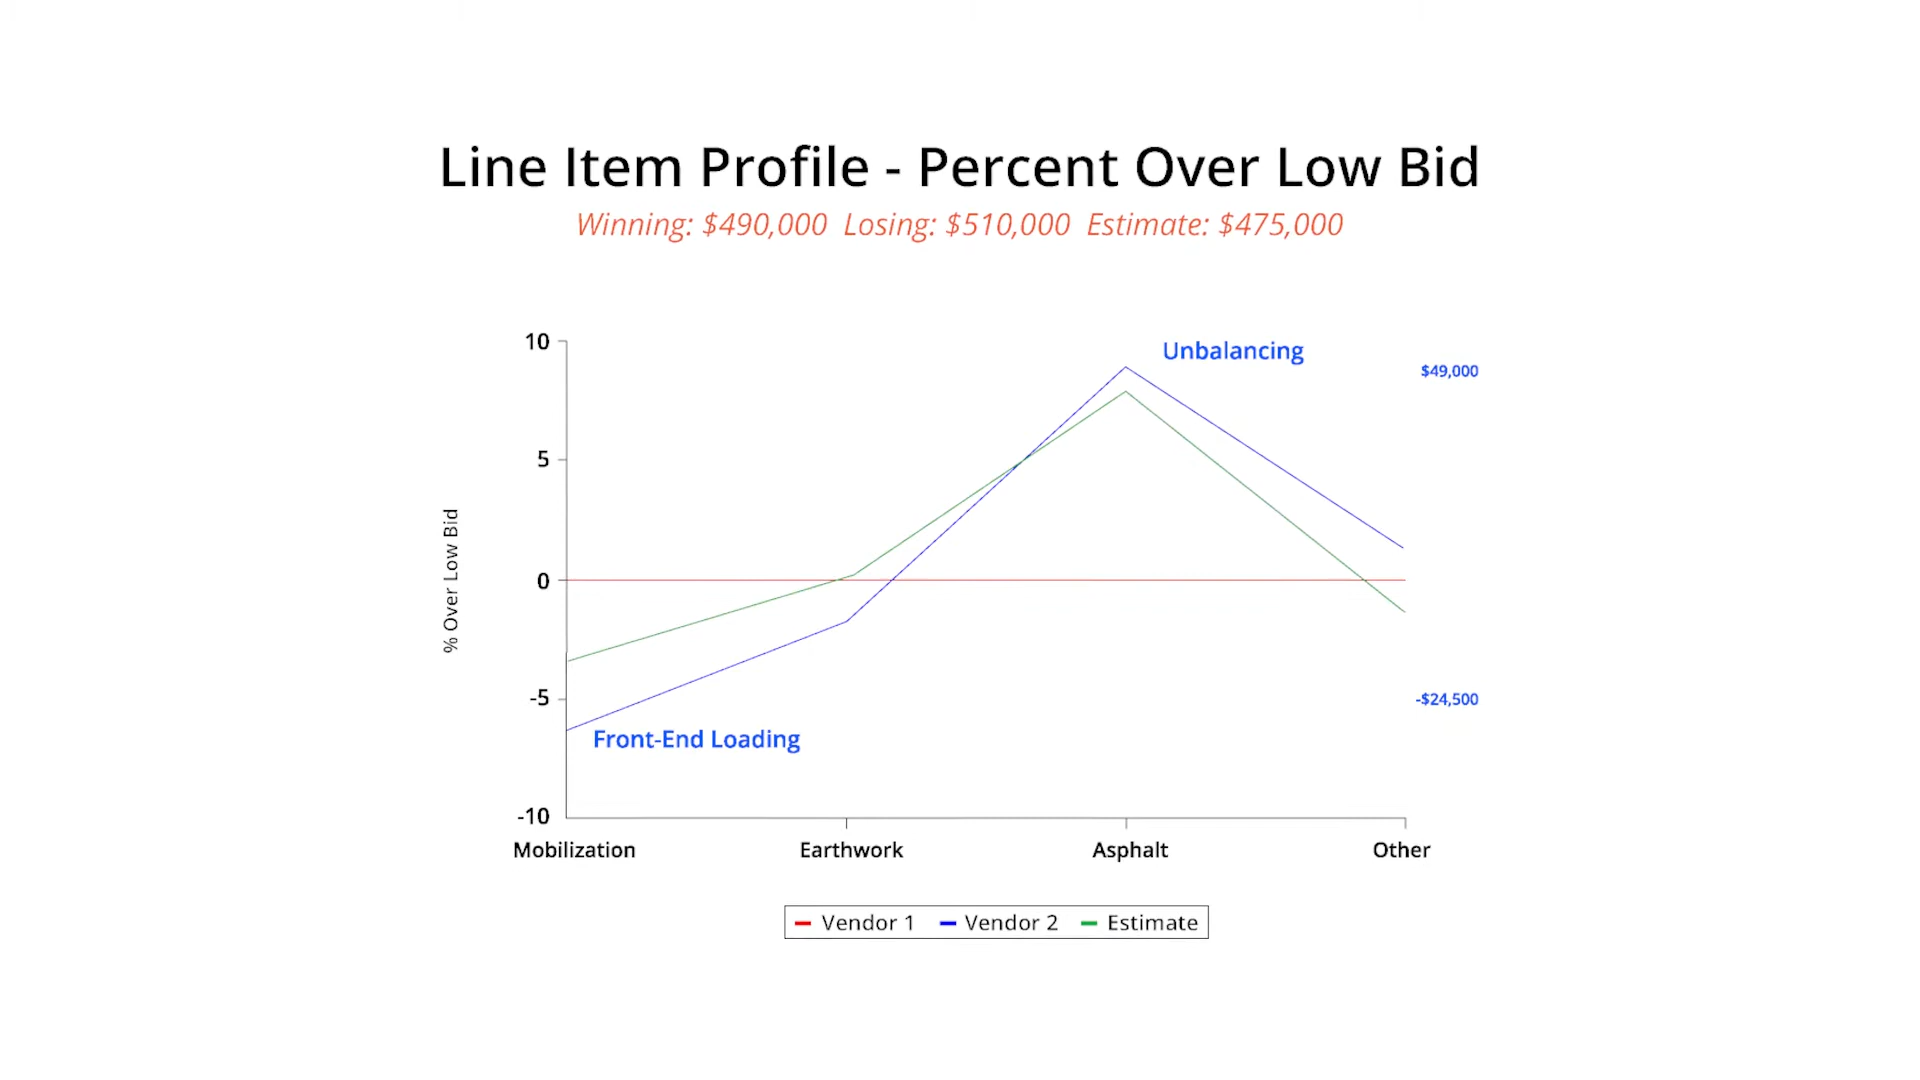 Line Item Profile - Percent Over Low Bid
Winning: $490,000 Losing: $510,000 Estimate: $475,000
% Over Low Bid
10
5
0
-5
-10
Unbalancing
$49,000
-$24,500
Front-End Loading
Mobilization Earthwork Asphalt Other
Vendor 1 Vendor 2 Estimate